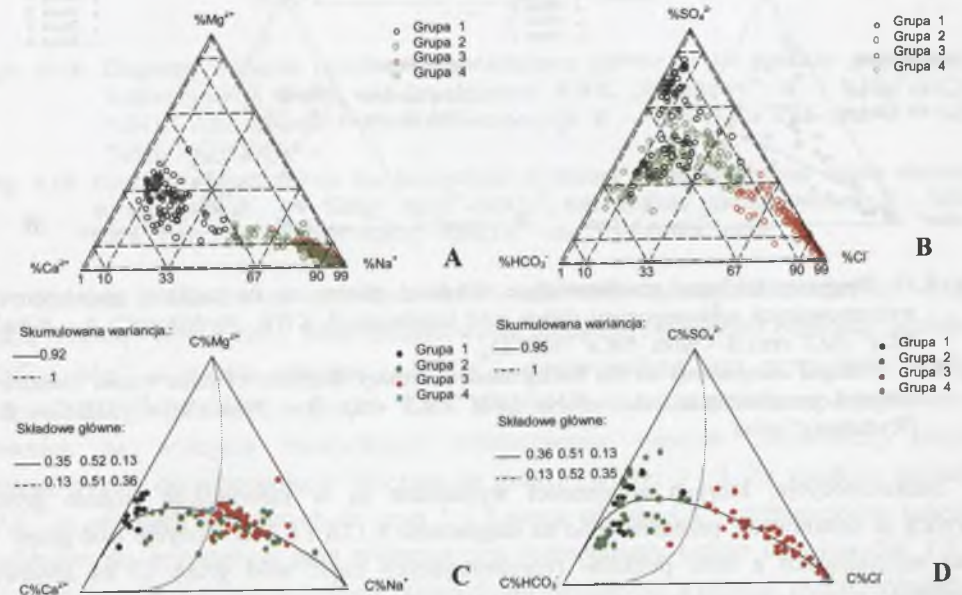 %Mg²⁺
Grupa 1
Grupa 2
Grupa 3
Grupa 4
%Ca²⁺
%Na⁺
1 10 33 67 90 99
A
%SO₄²⁻
Grupa 1
Grupa 2
Grupa 3
Grupa 4
%HCO₃⁻
%Cl⁻
1 10 33 67 90 99
B
Skumulowana wariancja:
0.92
1
Składowe główne:
0.35 0.52 0.13
0.13 0.51 0.36
C%Mg²⁺
Grupa 1
Grupa 2
Grupa 3
Grupa 4
C%Ca²⁺
C%Na⁺
C
Skumulowana wariancja:
0.95
1
Składowe główne:
0.36 0.51 0.13
0.13 0.52 0.35
C%SO₄²⁻
Grupa 1
Grupa 2
Grupa 3
Grupa 4
C%HCO₃⁻
C%Cl⁻
D